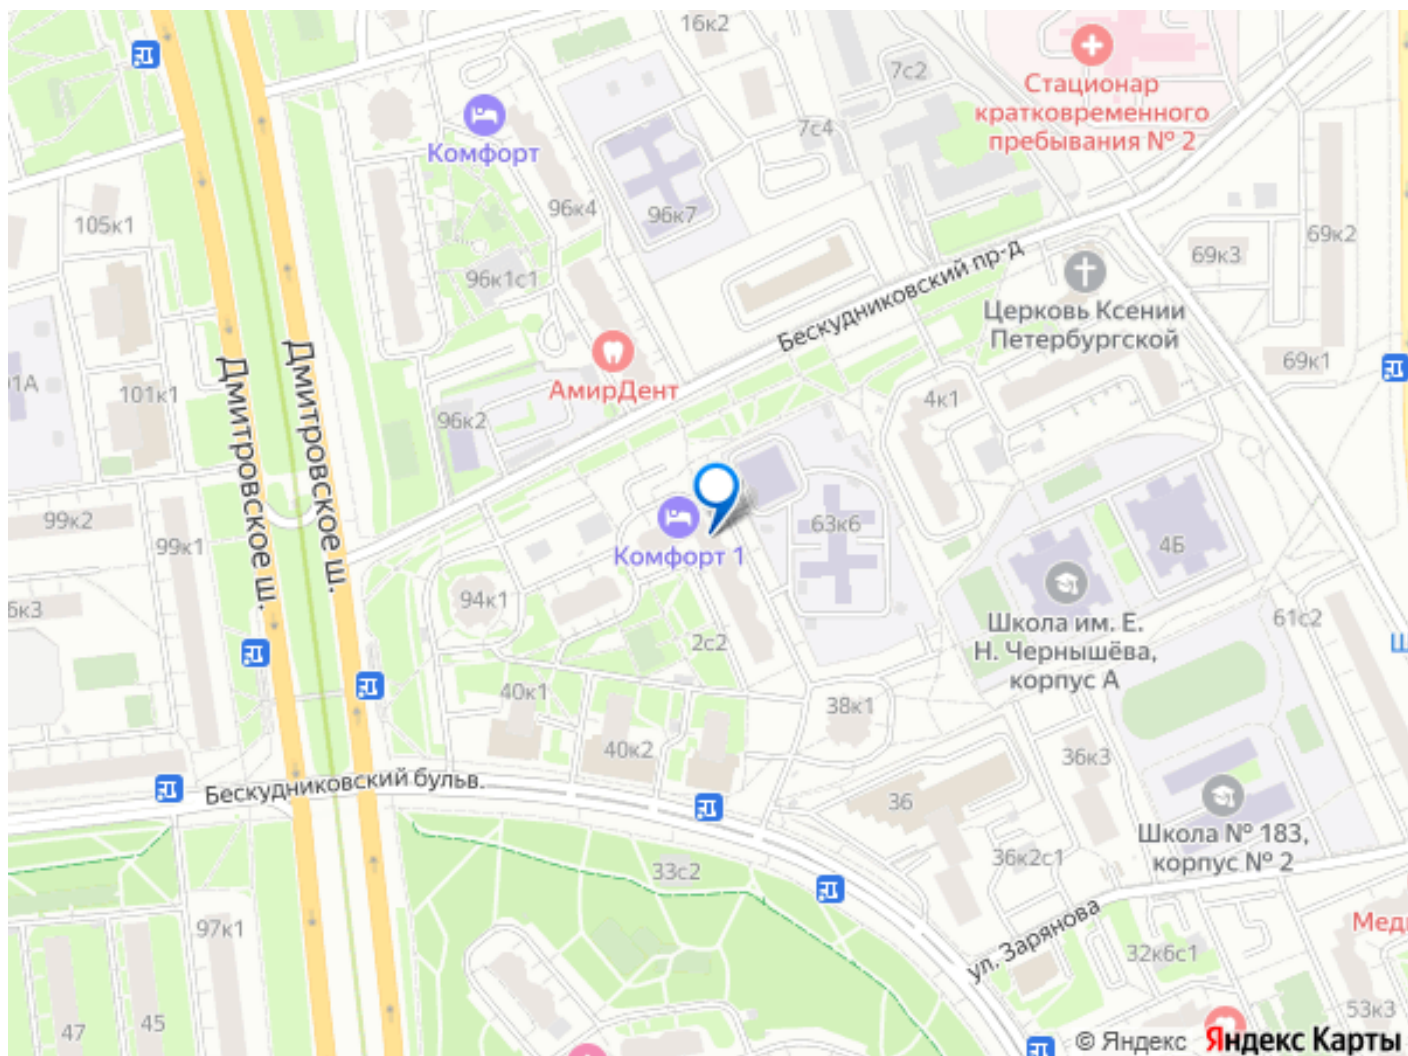 16к2
7с2
Стационар
кратковременного
пребывания № 2
7с4
Комфорт
96к4
96к7
105к1
69к2
69к3
Бескудниковский пр-д
96к1с1
Церковь Ксении
Петербургской
69к1
АмирДент
101к1
Дмитровское ш.
Дмитровское ш.
4к1
96к2
99к2
99к1
63к6
4Б
Комфорт 1
94к1
Школа им. Е.
Н. Чернышёва,
корпус А
61с2
2с2
40к1
38к1
40к2
36к3
Бескудниковский бульв.
36
Школа № 183,
корпус № 2
36к2с1
33с2
97к1
ул. Зарянова
32к6с1
53к3
47
45
© Яндекс
Яндекс Карты